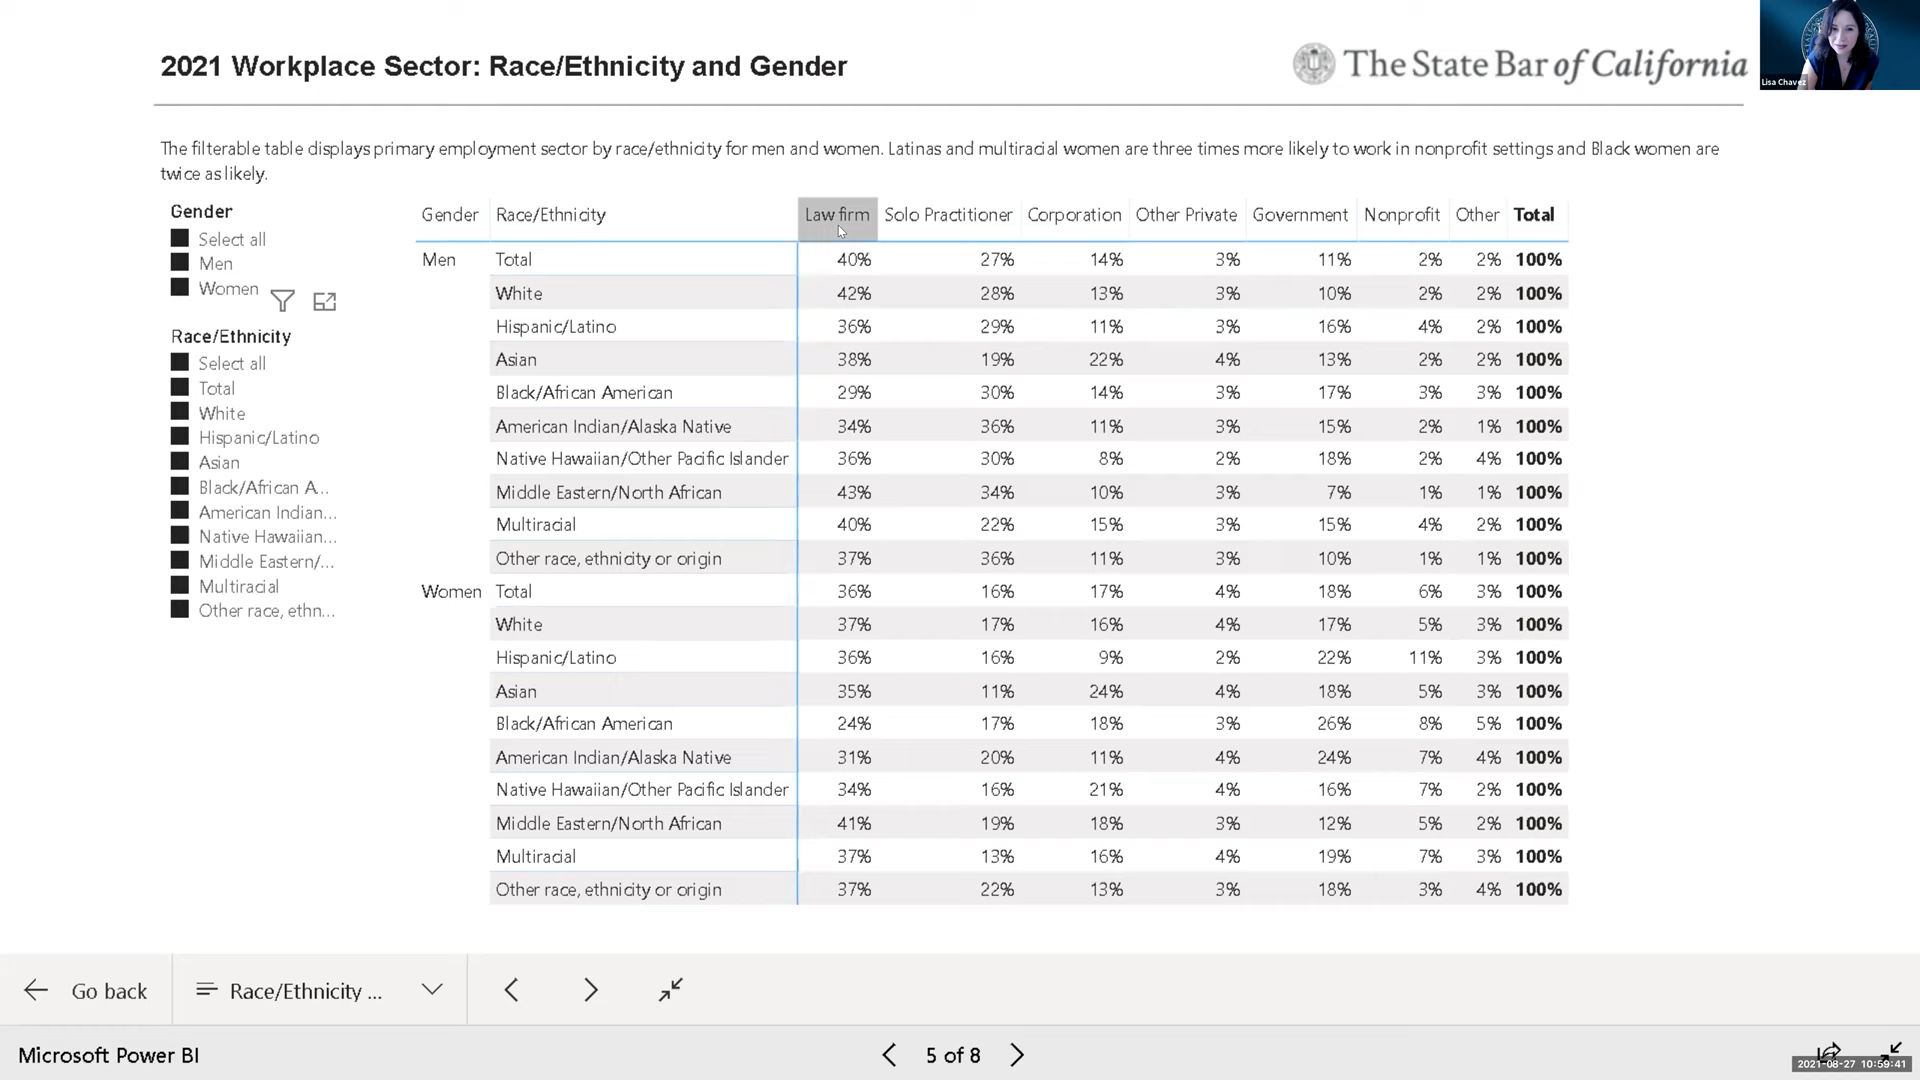 2021 Workplace Sector: Race/Ethnicity and Gender
The State Bar of California
Lisa Chavez
The filterable table displays primary employment sector by race/ethnicity for men and women. Latinas and multiracial women are three times more likely to work in nonprofit settings and Black women are
twice as likely.
Gender
Select all
Men
Women
Race/Ethnicity
Select all
Total
White
Hispanic/Latino
Asian
Black/African A...
American Indian...
Native Hawaiian...
Middle Eastern/...
Multiracial
Other race, ethn...
Gender Race/Ethnicity Law firm Solo Practitioner Corporation Other Private Government Nonprofit Other Total
Men Total 40% 27% 14% 3% 11% 2% 2% 100%
White 42% 28% 13% 3% 10% 2% 2% 100%
Hispanic/Latino 36% 29% 11% 3% 16% 4% 2% 100%
Asian 38% 19% 22% 4% 13% 2% 2% 100%
Black/African American 29% 30% 14% 3% 17% 3% 3% 100%
American Indian/Alaska Native 34% 36% 11% 3% 15% 2% 1% 100%
Native Hawaiian/Other Pacific Islander 36% 30% 8% 2% 18% 2% 4% 100%
Middle Eastern/North African 43% 34% 10% 3% 7% 1% 1% 100%
Multiracial 40% 22% 15% 3% 15% 4% 2% 100%
Other race, ethnicity or origin 37% 36% 11% 3% 10% 1% 1% 100%
Women Total 36% 16% 17% 4% 18% 6% 3% 100%
White 37% 17% 16% 4% 17% 5% 3% 100%
Hispanic/Latino 36% 16% 9% 2% 22% 11% 3% 100%
Asian 35% 11% 24% 4% 18% 5% 3% 100%
Black/African American 24% 17% 18% 3% 26% 8% 5% 100%
American Indian/Alaska Native 31% 20% 11% 4% 24% 7% 4% 100%
Native Hawaiian/Other Pacific Islander 34% 16% 21% 4% 16% 7% 2% 100%
Middle Eastern/North African 41% 19% 18% 3% 12% 5% 2% 100%
Multiracial 37% 13% 16% 4% 19% 7% 3% 100%
Other race, ethnicity or origin 37% 22% 13% 3% 18% 3% 4% 100%
Go back
Race/Ethnicity ...
Microsoft Power BI
5 of 8
2021-08-27 10:59:41